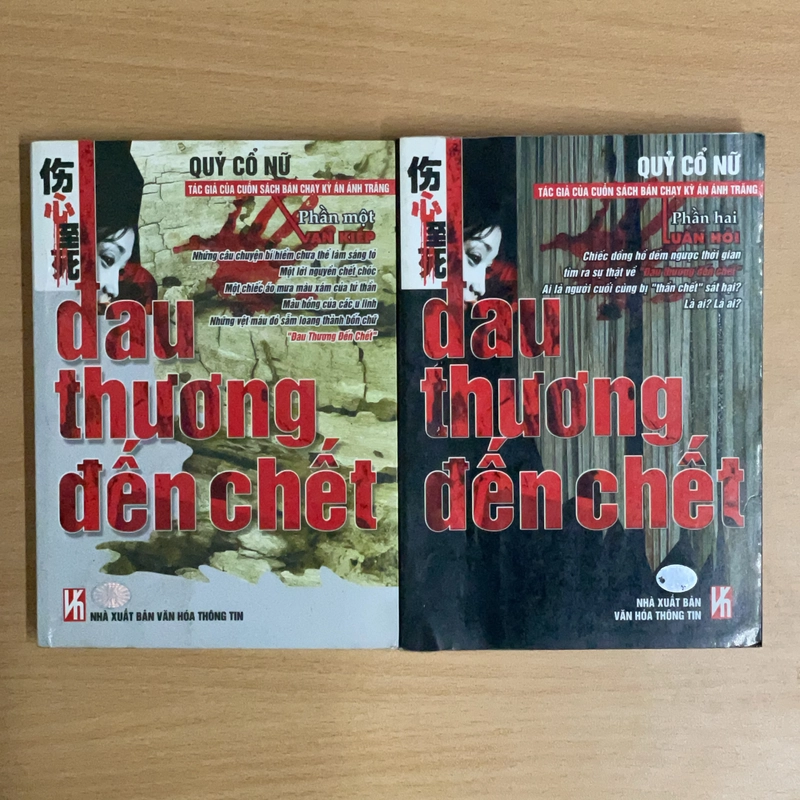 伤心至死
QUỶ CỔ NỮ
TÁC GIẢ CỦA CUỐN SÁCH BÁN CHẠY KỲ ÁN ÁNH TRĂNG
Phần một
VẠN KIẾP
Những câu chuyện bí hiểm chưa thể làm sáng tỏ
Một lời nguyền chết chóc
Một chiếc áo mưa màu xám của tử thần
Máu hồng của các u linh
Những vệt máu đỏ sẫm loang thành bốn chữ
"Đau Thương Đến Chết"
đau
thương
đến chết
NHÀ XUẤT BẢN VĂN HÓA THÔNG TIN
伤心至死
QUỶ CỔ NỮ
TÁC GIẢ CỦA CUỐN SÁCH BÁN CHẠY KỲ ÁN ÁNH TRĂNG
Phần hai
LUÂN HỒI
Chiếc đồng hồ đếm ngược thời gian
tìm ra sự thật về "Đau thương đến chết"
Ai là người cuối cùng bị "thần chết" sát hại?
Là ai? Là ai?
đau
thương
đến chết
NHÀ XUẤT BẢN
VĂN HÓA THÔNG TIN